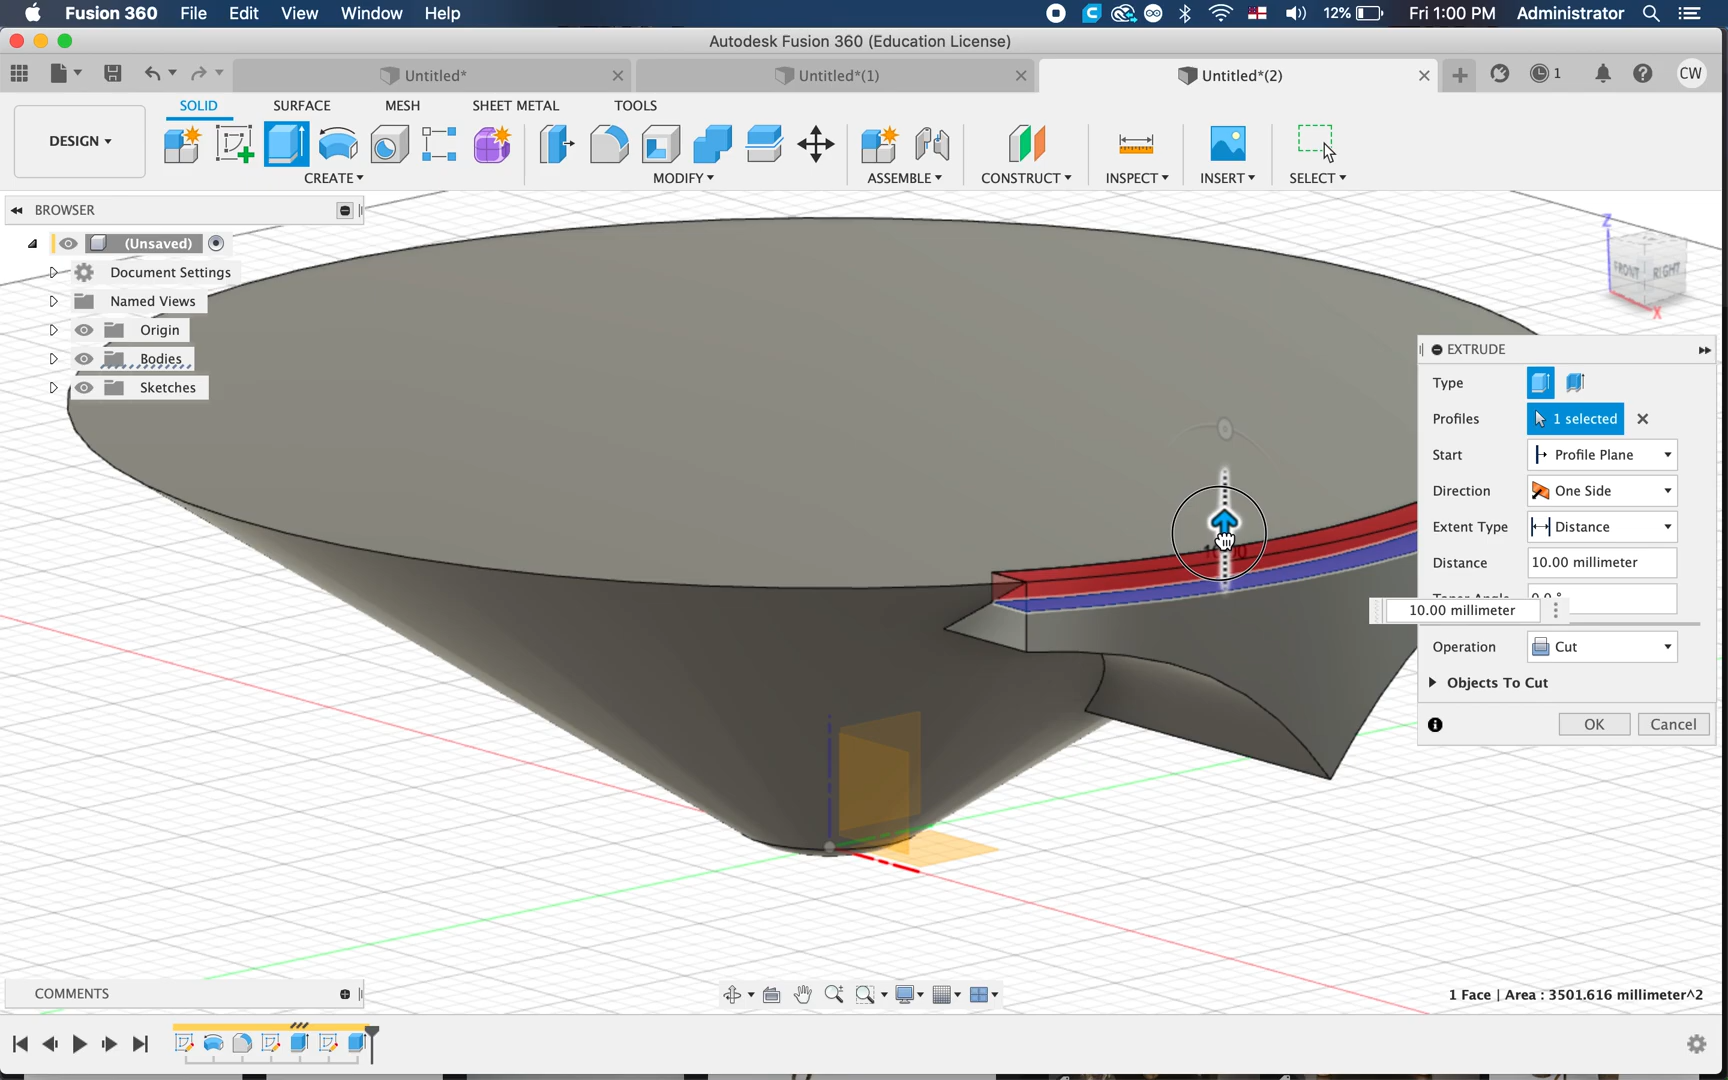 Fusion 360 File Edit View Window Help 12% Fri 1:00 PM Administrator
Autodesk Fusion 360 (Education License)
Untitled* Untitled*(1) Untitled*(2) 1 CW
SOLID SURFACE MESH SHEET METAL TOOLS
DESIGN
CREATE MODIFY ASSEMBLE CONSTRUCT INSPECT INSERT SELECT
BROWSER
(Unsaved)
Document Settings
Named Views
Origin
Bodies
Sketches
Z
FRONT RIGHT
X
EXTRUDE
Type
Profiles 1 selected
Start Profile Plane
Direction One Side
Extent Type Distance
Distance 10.00 millimeter
10.00 millimeter
Operation Cut
Objects To Cut
OK Cancel
COMMENTS
1 Face | Area : 3501.616 millimeter^2